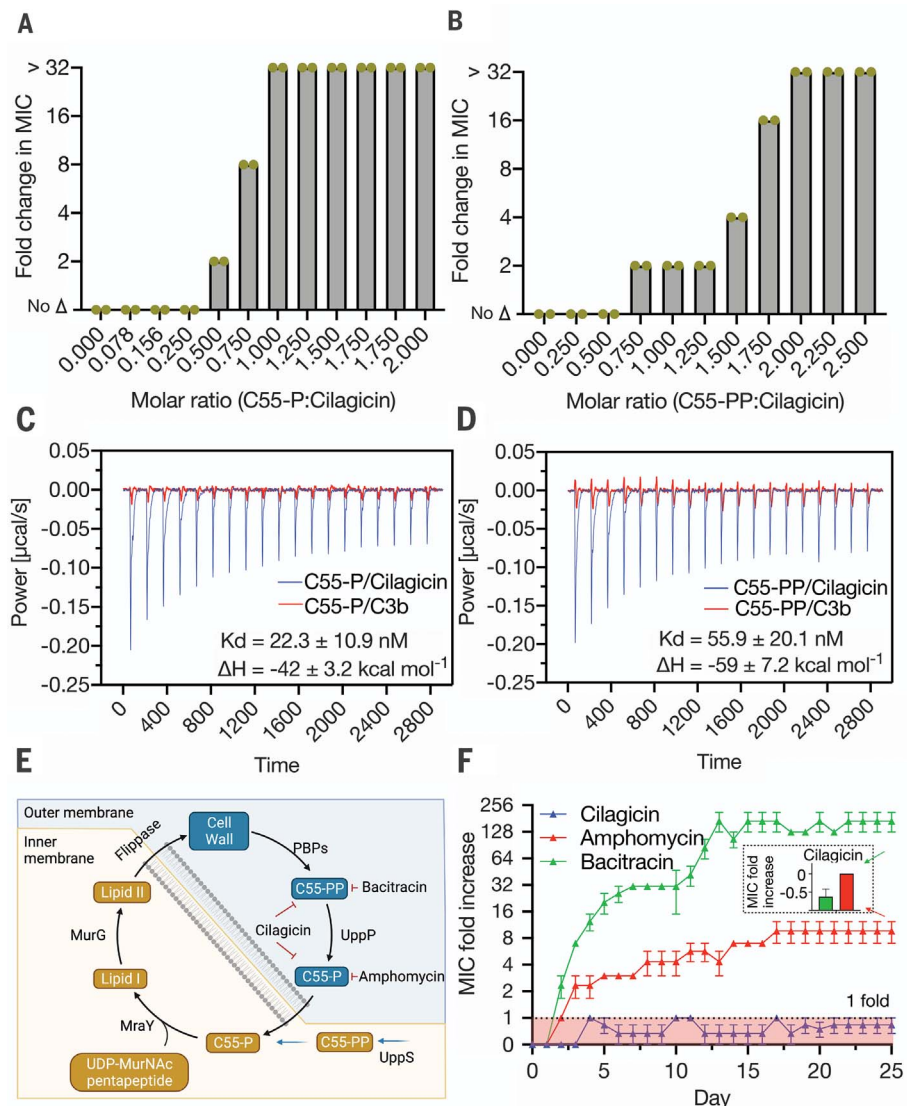 A
Fold change in MIC
>
32
16
8
4
2
No Δ
0.000
0.078
0.156
0.250
0.500
0.750
1.000
1.250
1.500
1.750
1.750
2.000
Molar ratio (C55-P:Cilagicin)
B
Fold change in MIC
>
32
16
8
4
2
No Δ
0.000
0.250
0.500
0.750
1.000
1.250
1.500
1.750
2.000
2.250
2.500
Molar ratio (C55-PP:Cilagicin)
C
Power [µcal/s]
0.05
0.00
-0.05
-0.10
-0.15
-0.20
-0.25
C55-P/Cilagicin
C55-P/C3b
Kd = 22.3 ± 10.9 nM
ΔH = -42 ± 3.2 kcal mol⁻¹
0
400
800
1200
1600
2000
2400
2800
Time
D
Power [µcal/s]
0.05
0.00
-0.05
-0.10
-0.15
-0.20
-0.25
C55-PP/Cilagicin
C55-PP/C3b
Kd = 55.9 ± 20.1 nM
ΔH = -59 ± 7.2 kcal mol⁻¹
0
400
800
1200
1600
2000
2400
2800
Time
E
Outer membrane
Inner
membrane
Flippase
Cell
Wall
PBPs
C55-PP
Bacitracin
Lipid II
Cilagicin
UppP
MurG
C55-P
Amphomycin
Lipid I
MraY
C55-P
C55-PP
UppS
UDP-MurNAc
pentapeptide
F
MIC fold increase
256
128
64
32
16
8
4
2
1
0
Cilagicin
Amphomycin
Bacitracin
Cilagicin
MIC fold
increase
0
-0.5
1 fold
0
5
10
15
20
25
Day